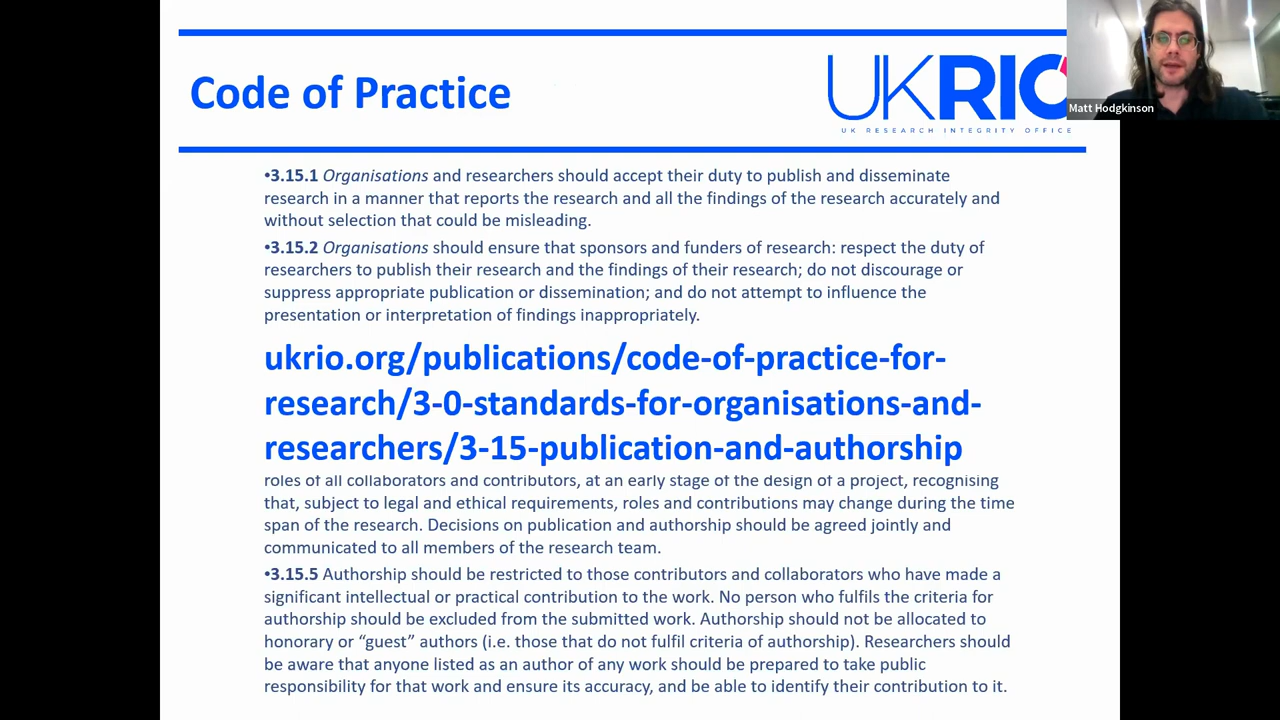 Code of Practice
UKRIO
UK RESEARCH INTEGRITY OFFICE
Matt Hodgkinson
•3.15.1 Organisations and researchers should accept their duty to publish and disseminate
research in a manner that reports the research and all the findings of the research accurately and
without selection that could be misleading.
•3.15.2 Organisations should ensure that sponsors and funders of research: respect the duty of
researchers to publish their research and the findings of their research; do not discourage or
suppress appropriate publication or dissemination; and do not attempt to influence the
presentation or interpretation of findings inappropriately.
ukrio.org/publications/code-of-practice-for-
research/3-0-standards-for-organisations-and-
researchers/3-15-publication-and-authorship
roles of all collaborators and contributors, at an early stage of the design of a project, recognising
that, subject to legal and ethical requirements, roles and contributions may change during the time
span of the research. Decisions on publication and authorship should be agreed jointly and
communicated to all members of the research team.
•3.15.5 Authorship should be restricted to those contributors and collaborators who have made a
significant intellectual or practical contribution to the work. No person who fulfils the criteria for
authorship should be excluded from the submitted work. Authorship should not be allocated to
honorary or “guest” authors (i.e. those that do not fulfil criteria of authorship). Researchers should
be aware that anyone listed as an author of any work should be prepared to take public
responsibility for that work and ensure its accuracy, and be able to identify their contribution to it.